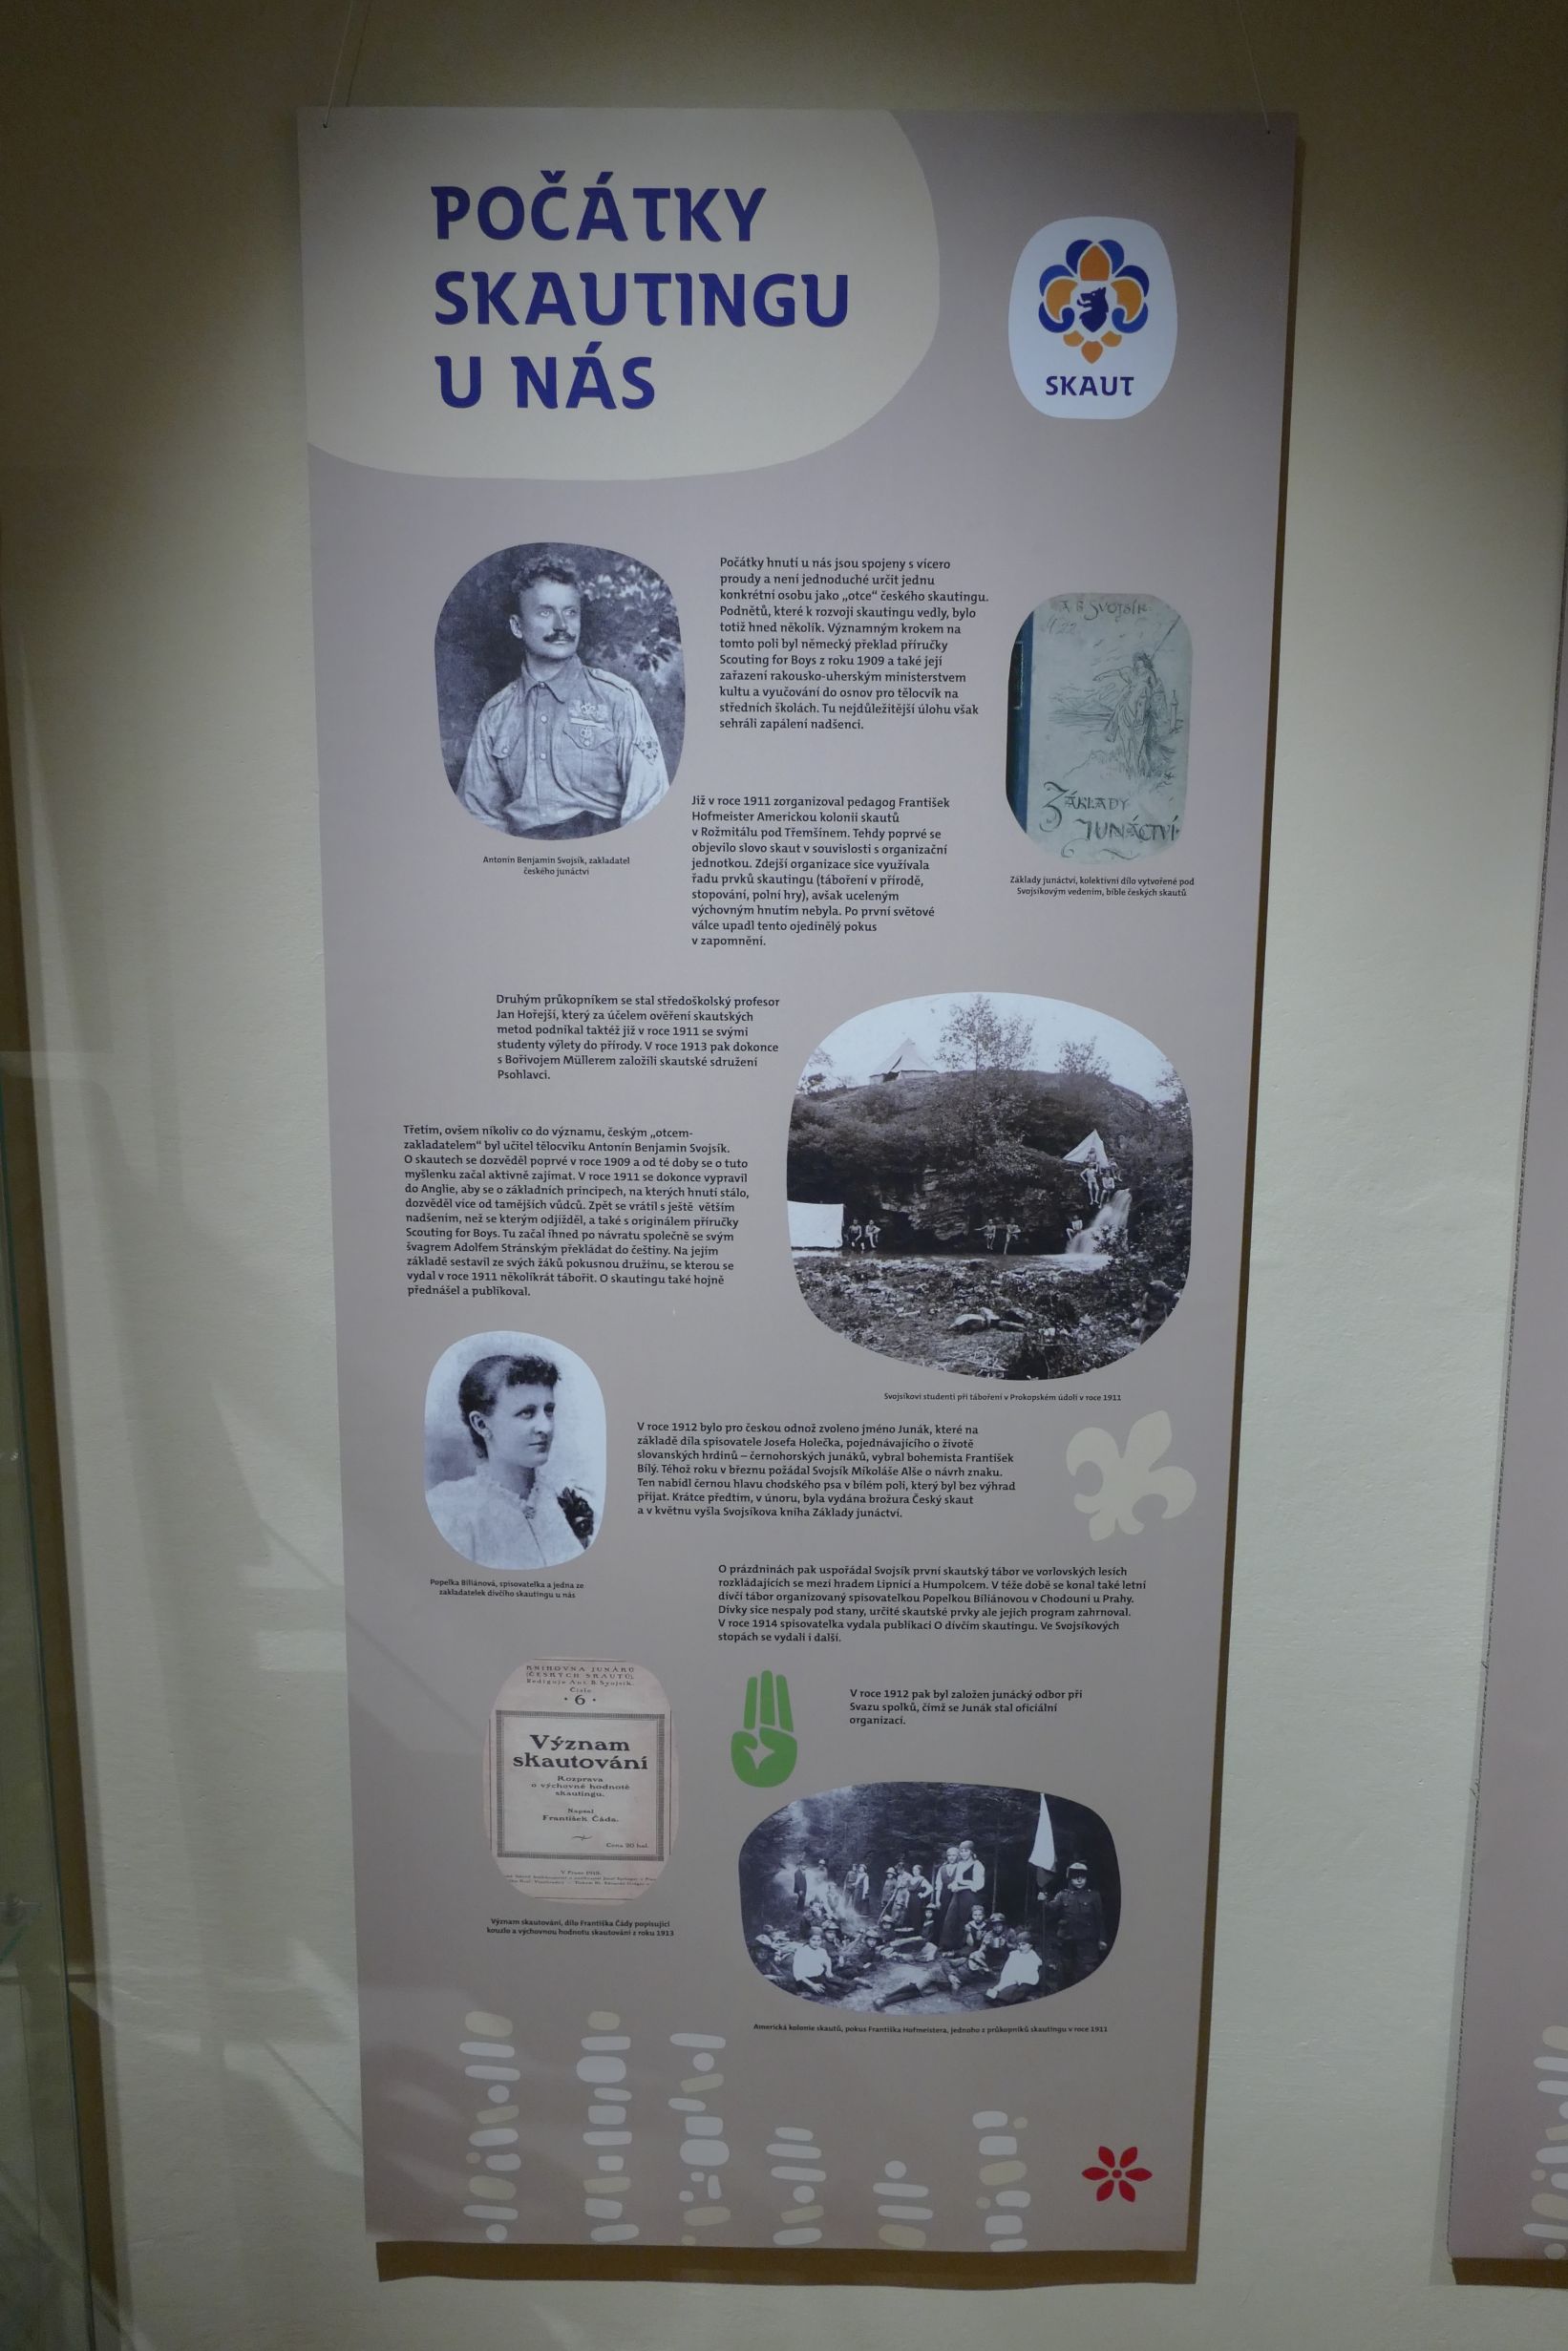 POČÁTKY
SKAUTINGU
U NÁS
SKAUT
Počátky hnutí u nás jsou spojeny s vícero
proudy a není jednoduché určit jednu
konkrétní osobu jako „otce“ českého skautingu.
Podnětů, které k rozvoji skautingu vedly, bylo
totiž hned několik. Významným krokem na
tomto poli byl německý překlad příručky
Scouting for Boys z roku 1909 a také její
zařazení rakousko-uherským ministerstvem
kultu a vyučování do osnov pro tělocvik na
středních školách. Tu nejdůležitější úlohu však
sehráli zapálení nadšenci.
A B Svojsík
ZÁKLADY
JUNÁCTVÍ
Antonín Benjamin Svojsík, zakladatel
českého junáctví
Základy junáctví, kolektivní dílo vytvořené pod
Svojsíkovým vedením, bible českých skautů
Již v roce 1911 zorganizoval pedagog František
Hofmeister Americkou kolonii skautů
v Rožmitálu pod Třemšínem. Tehdy poprvé se
objevilo slovo skaut v souvislosti s organizační
jednotkou. Zdejší organizace sice využívala
řadu prvků skautingu (táboření v přírodě,
stopování, polní hry), avšak uceleným
výchovným hnutím nebyla. Po první světové
válce upadl tento ojedinělý pokus
v zapomnění.
Druhým průkopníkem se stal středoškolský profesor
Jan Hořejší, který za účelem ověření skautských
metod podníkal taktéž již v roce 1911 se svými
studenty výlety do přírody. V roce 1913 pak dokonce
s Bořivojem Müllerem založili skautské sdružení
Psohlavci.
Třetím, ovšem nikoliv co do významu, českým „otcem-
zakladatelem“ byl učitel tělocviku Antonín Benjamin Svojsík.
O skautech se dozvěděl poprvé v roce 1909 a od té doby se o tuto
myšlenku začal aktivně zajímat. V roce 1911 se dokonce vypravil
do Anglie, aby se o základních principech, na kterých hnutí stálo,
dozvěděl více od tamějších vůdců. Zpět se vrátil s ještě větším
nadšením, než se kterým odjížděl, a také s originálem příručky
Scouting for Boys. Tu začal ihned po návratu společně se svým
švagrem Adolfem Stránským překládat do češtiny. Na jejím
základě sestavil ze svých žáků pokusnou družinu, se kterou se
vydal v roce 1911 několikrát tábořit. O skautingu také hojně
přednášel a publikoval.
Svojsíkovi studenti při táboření v Prokopském údolí v roce 1911
V roce 1912 bylo pro českou odnož zvoleno jméno Junák, které na
základě díla spisovatele Josefa Holečka, pojednávajícího o životě
slovanských hrdinů – černohorských junáků, vybral bohemista František
Bílý. Téhož roku v březnu požádal Svojsík Mikoláše Alše o návrh znaku.
Ten nabídl černou hlavu chodského psa v bílém poli, který byl bez výhrad
přijat. Krátce předtím, v únoru, byla vydána brožura Český skaut
a v květnu vyšla Svojsíkova kniha Základy junáctví.
Popelka Biliánová, spisovatelka a jedna ze
zakladatelek dívčího skautingu u nás
O prázdninách pak uspořádal Svojsík první skautský tábor ve vorlovských lesích
rozkládajících se mezi hradem Lipnicí a Humpolcem. V téže době se konal také letní
dívčí tábor organizovaný spisovatelkou Popelkou Biliánovou v Chodouni u Prahy.
Dívky sice nespaly pod stany, určité skautské prvky ale jejich program zahrnoval.
V roce 1914 spisovatelka vydala publikaci O dívčím skautingu. Ve Svojsíkových
stopách se vydali i další.
KNIHOVNA JUNÁKŮ
(ČESKÝCH SKAUTŮ).
Rediguje Ant. B. Svojsík.
Číslo
· 6 ·
Význam
skautování
Rozprava
o výchovné hodnotě
skautingu.
Napsal
František Čáda.
Cena 20 hal.
V roce 1912 pak byl založen junácký odbor při
Svazu spolků, čímž se Junák stal oficiální
organizací.
Význam skautování, dílo Františka Čády popisující
kouzlo a výchovnou hodnotu skautování z roku 1913
Americká kolonie skautů, pokus Františka Hofmeistera, jednoho z průkopníků skautingu v roce 1911